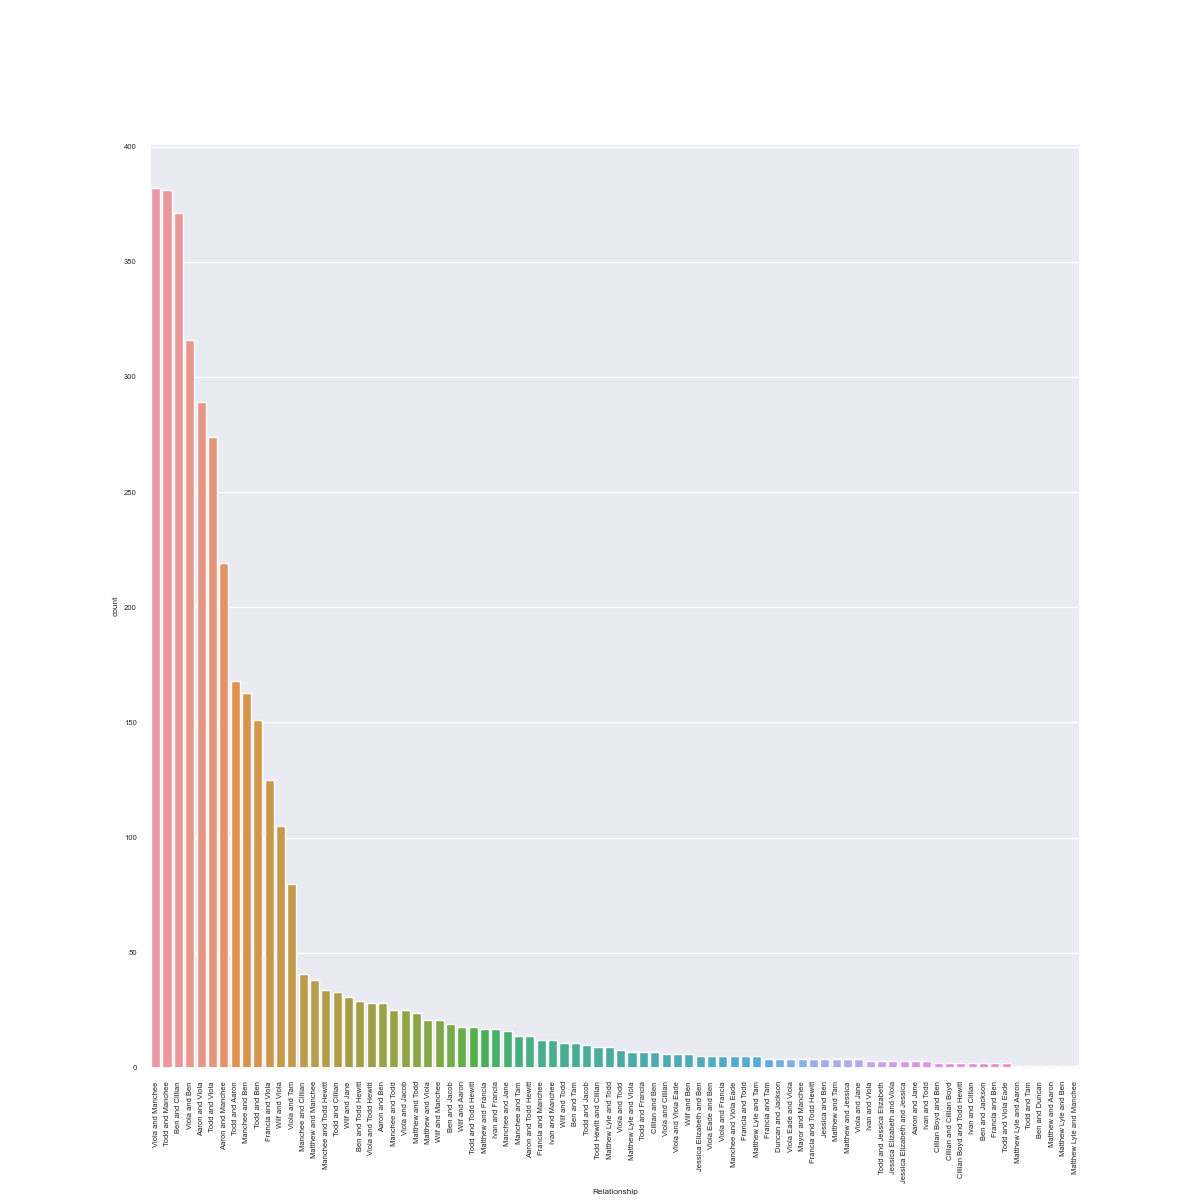 400
350
300
250
200
150
100
50
0
count
Viola and Manchee
Todd and Manchee
Ben and Cillian
Viola and Ben
Aaron and Viola
Todd and Viola
Aaron and Manchee
Todd and Aaron
Manchee and Ben
Todd and Ben
Francia and Viola
Wilf and Viola
Viola and Tam
Manchee and Cillian
Matthew and Manchee
Manchee and Todd Hewitt
Todd and Cillian
Wilf and Jane
Ben and Todd Hewitt
Viola and Todd Hewitt
Aaron and Ben
Manchee and Todd
Viola and Jacob
Matthew and Todd
Matthew and Viola
Wilf and Manchee
Ben and Jacob
Wilf and Aaron
Todd and Todd Hewitt
Matthew and Francia
Ivan and Francia
Manchee and Jane
Manchee and Tam
Aaron and Todd Hewitt
Francia and Manchee
Ivan and Manchee
Wilf and Todd
Ben and Tam
Todd and Jacob
Todd Hewitt and Cillian
Matthew Lyle and Todd
Viola and Todd
Matthew Lyle and Viola
Todd and Francia
Cillian and Ben
Viola and Cillian
Viola and Viola Eade
Wilf and Ben
Jessica Elizabeth and Ben
Viola Eade and Ben
Viola and Francia
Manchee and Viola Eade
Francia and Todd
Matthew Lyle and Tam
Francia and Tam
Duncan and Jackson
Viola Eade and Viola
Mayor and Manchee
Francia and Todd Hewitt
Jessica and Ben
Matthew and Tam
Matthew and Jessica
Viola and Jane
Ivan and Viola
Todd and Jessica Elizabeth
Jessica Elizabeth and Viola
Jessica Elizabeth and Jessica
Aaron and Jane
Ivan and Todd
Cillian Boyd and Ben
Cillian and Cillian Boyd
Cillian Boyd and Todd Hewitt
Ivan and Cillian
Ben and Jackson
Francia and Ben
Todd and Viola Eade
Matthew Lyle and Aaron
Todd and Tam
Ben and Duncan
Matthew and Aaron
Matthew Lyle and Ben
Matthew Lyle and Manchee
Relationship